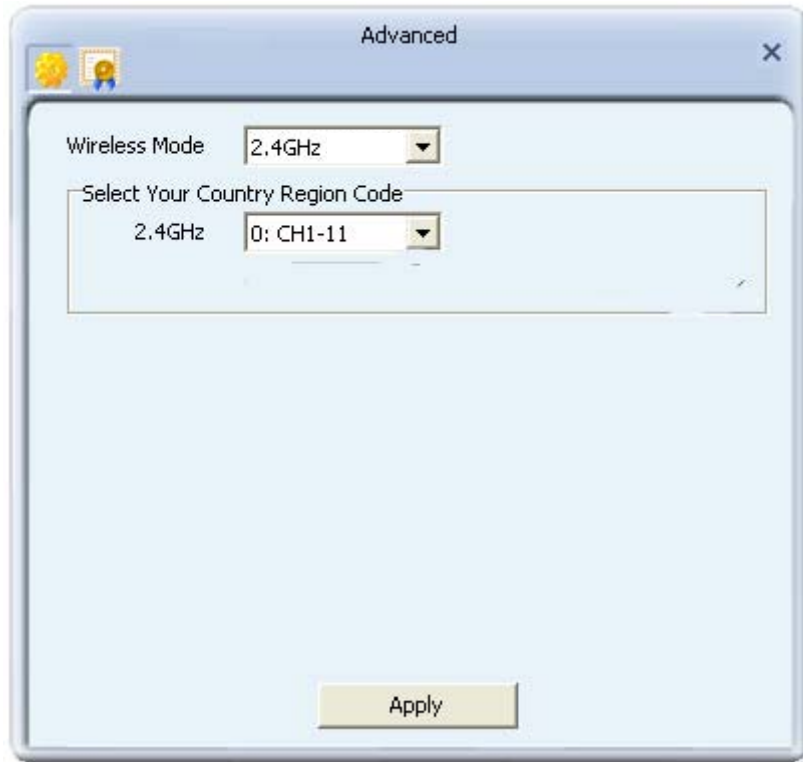 Advanced
Wireless Mode 2.4GHz
Select Your Country Region Code
2.4GHz 0: CH1-11
Apply